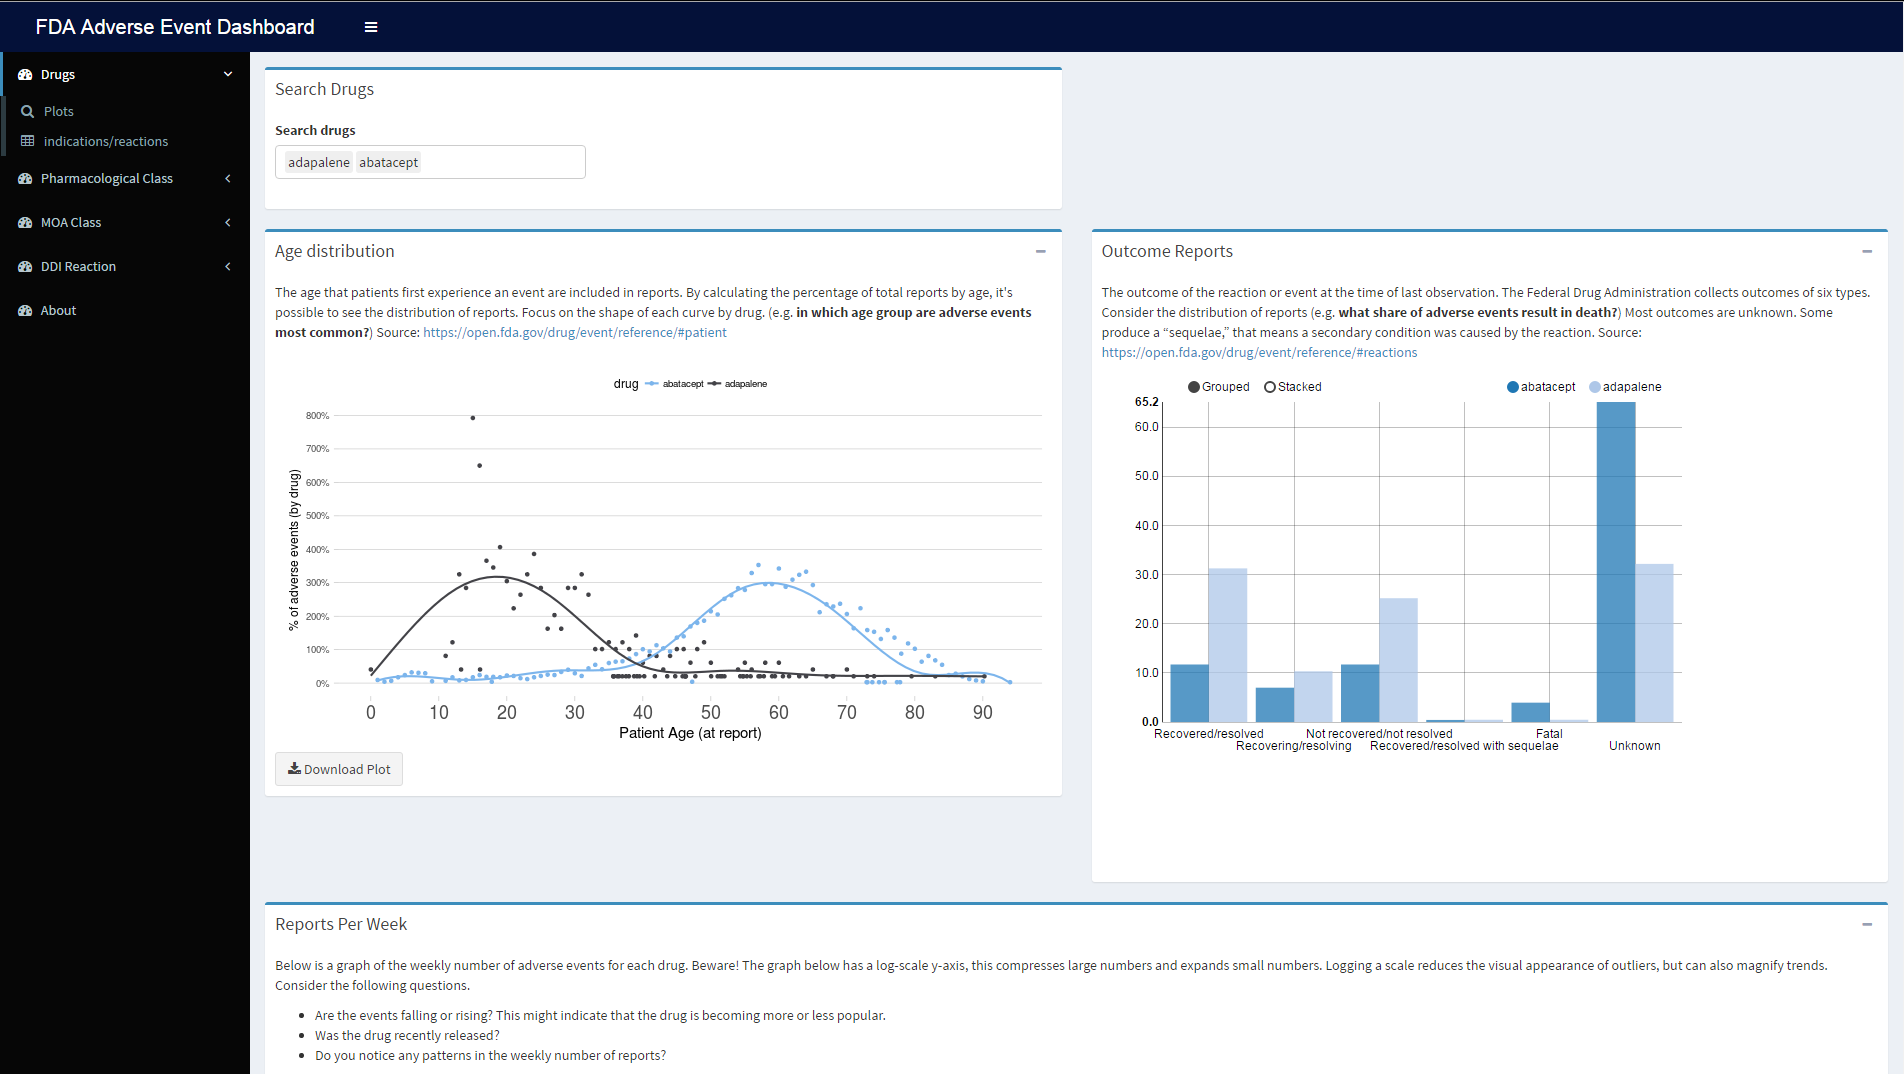 FDA Adverse Event Dashboard
Drugs
Plots
indications/reactions
Pharmacological Class
MOA Class
DDI Reaction
About
Search Drugs
Search drugs
adapalene abatacept
Age distribution
The age that patients first experience an event are included in reports. By calculating the percentage of total reports by age, it's
possible to see the distribution of reports. Focus on the shape of each curve by drug. (e.g. in which age group are adverse events
most common?) Source: https://open.fda.gov/drug/event/reference/#patient
drug abatacept adapalene
800%
700%
600%
500%
400%
300%
200%
100%
0%
% of adverse events (by drug)
0 10 20 30 40 50 60 70 80 90
Patient Age (at report)
Download Plot
Outcome Reports
The outcome of the reaction or event at the time of last observation. The Federal Drug Administration collects outcomes of six types.
Consider the distribution of reports (e.g. what share of adverse events result in death?) Most outcomes are unknown. Some
produce a “sequelae,” that means a secondary condition was caused by the reaction. Source:
https://open.fda.gov/drug/event/reference/#reactions
Grouped Stacked abatacept adapalene
65.2
60.0
50.0
40.0
30.0
20.0
10.0
0.0
Recovered/resolved Not recovered/not resolved Fatal
Recovering/resolving Recovered/resolved with sequelae Unknown
Reports Per Week
Below is a graph of the weekly number of adverse events for each drug. Beware! The graph below has a log-scale y-axis, this compresses large numbers and expands small numbers. Logging a scale reduces the visual appearance of outliers, but can also magnify trends.
Consider the following questions.
• Are the events falling or rising? This might indicate that the drug is becoming more or less popular.
• Was the drug recently released?
• Do you notice any patterns in the weekly number of reports?